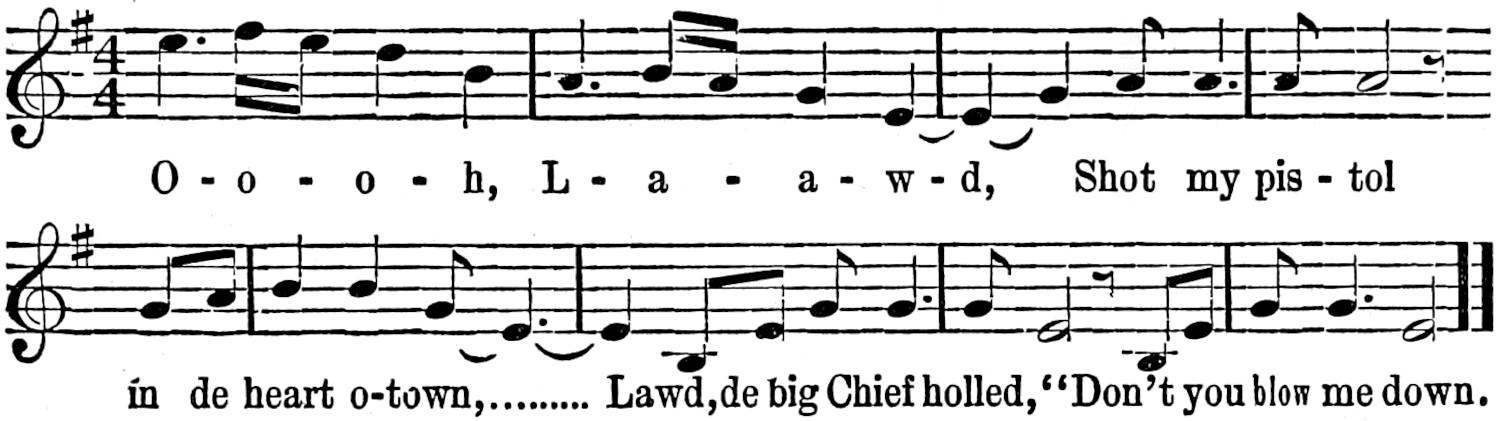 4
4
O - o - o - h, L - a - a - w - d, Shot my pis - tol
in de heart o-town,......... Lawd, de big Chief holled, “Don't you blow me down.